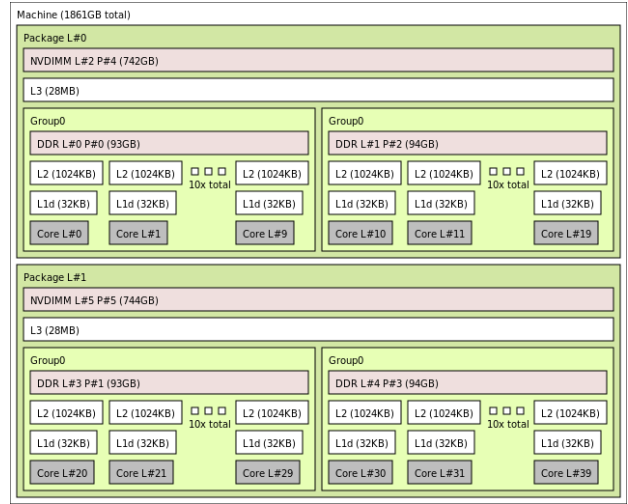 Machine (1861GB total)
Package L#0
NVDIMM L#2 P#4 (742GB)
L3 (28MB)
Group0
DDR L#0 P#0 (93GB)
L2 (1024KB) L2 (1024KB) L2 (1024KB)
10x total
L1d (32KB) L1d (32KB) L1d (32KB)
Core L#0 Core L#1 Core L#9
Group0
DDR L#1 P#2 (94GB)
L2 (1024KB) L2 (1024KB) L2 (1024KB)
10x total
L1d (32KB) L1d (32KB) L1d (32KB)
Core L#10 Core L#11 Core L#19
Package L#1
NVDIMM L#5 P#5 (744GB)
L3 (28MB)
Group0
DDR L#3 P#1 (93GB)
L2 (1024KB) L2 (1024KB) L2 (1024KB)
10x total
L1d (32KB) L1d (32KB) L1d (32KB)
Core L#20 Core L#21 Core L#29
Group0
DDR L#4 P#3 (94GB)
L2 (1024KB) L2 (1024KB) L2 (1024KB)
10x total
L1d (32KB) L1d (32KB) L1d (32KB)
Core L#30 Core L#31 Core L#39